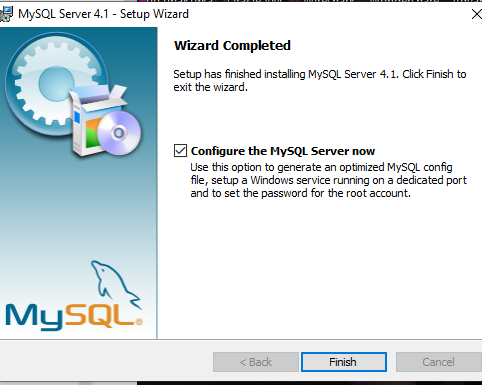 MySQL Server 4.1 - Setup Wizard
Wizard Completed
Setup has finished installing MySQL Server 4.1. Click Finish to
exit the wizard.
Configure the MySQL Server now
Use this option to generate an optimized MySQL config
file, setup a Windows service running on a dedicated port
and to set the password for the root account.
MySQL®
< Back
Finish
Cancel